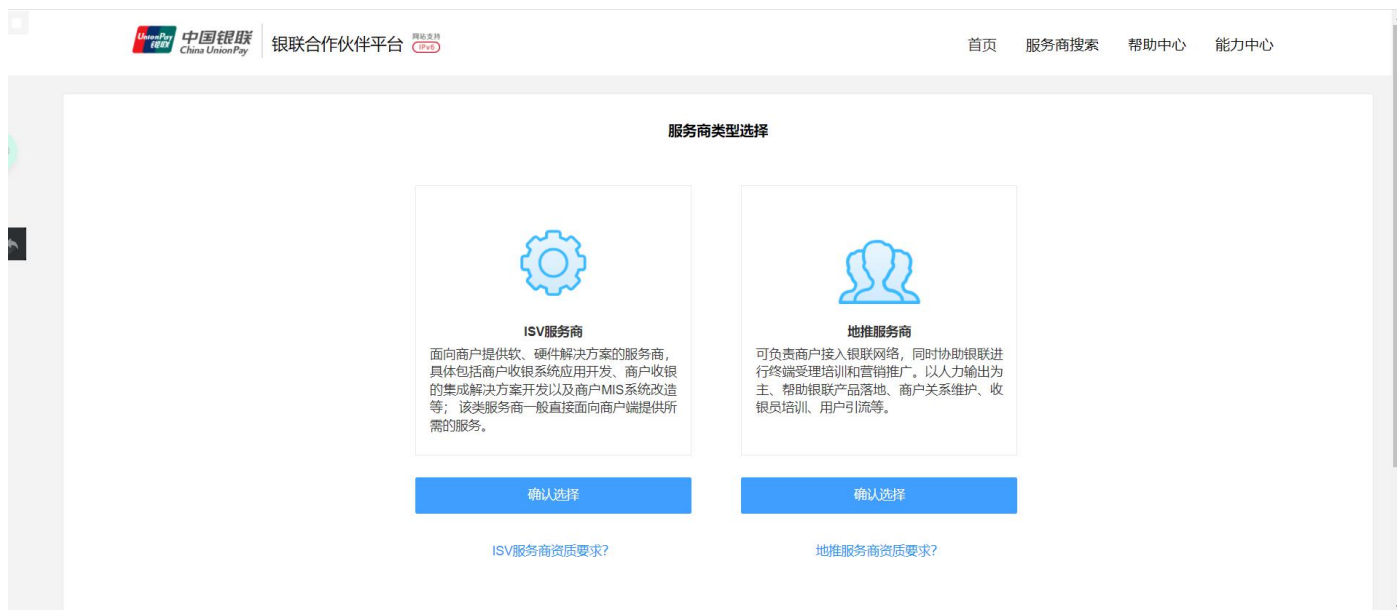 UnionPay
银联
中国银联
China UnionPay
银联合作伙伴平台
网站支持
IPv6
首页 服务商搜索 帮助中心 能力中心
服务商类型选择
ISV服务商
面向商户提供软、硬件解决方案的服务商，
具体包括商户收银系统应用开发、商户收银
的集成解决方案开发以及商户MIS系统改造
等； 该类服务商一般直接面向商户端提供所
需的服务。
确认选择
ISV服务商资质要求?
地推服务商
可负责商户接入银联网络，同时协助银联进
行终端受理培训和营销推广。以人力输出为
主、帮助银联产品落地、商户关系维护、收
银员培训、用户引流等。
确认选择
地推服务商资质要求?